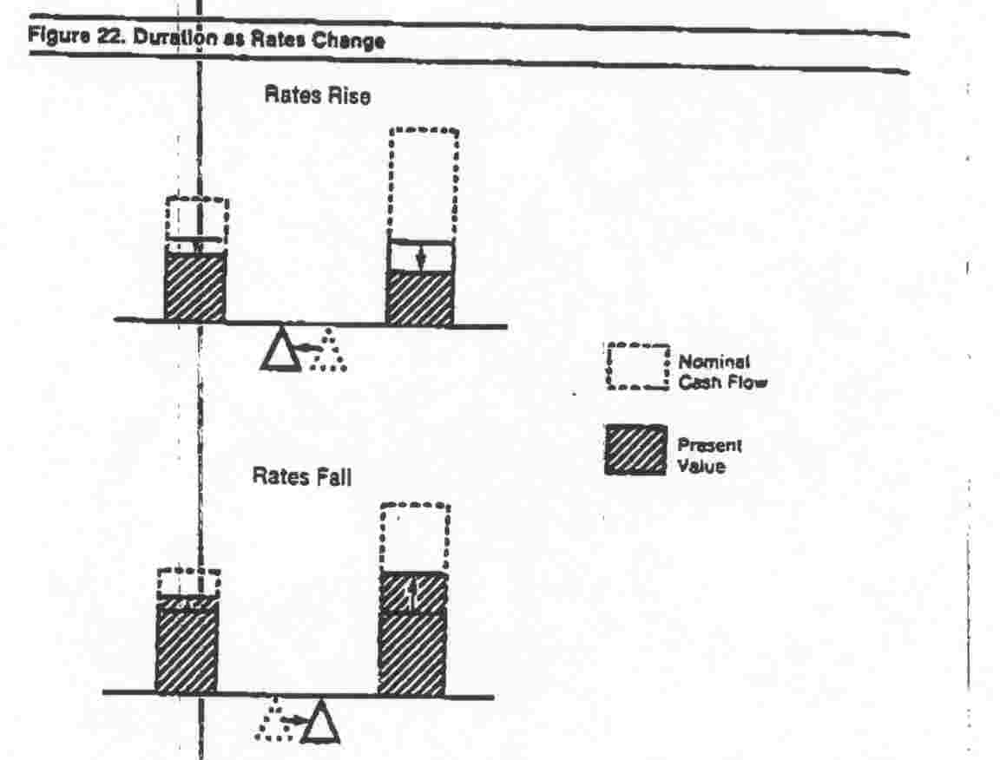 Figure 22. Duration as Rates Change
Rates Rise
Nominal
Cash Flow
Present
Value
Rates Fall